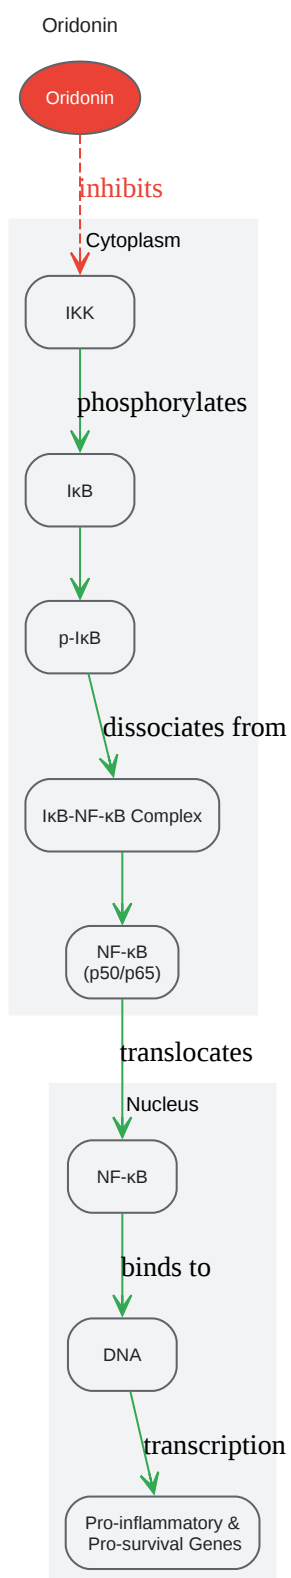 Oridonin
Oridonin
inhibits
Cytoplasm
IKK
phosphorylates
IκB
p-IκB
dissociates from
IκB-NF-κB Complex
NF-κB
(p50/p65)
translocates
Nucleus
NF-κB
binds to
DNA
transcription
Pro-inflammatory &
Pro-survival Genes